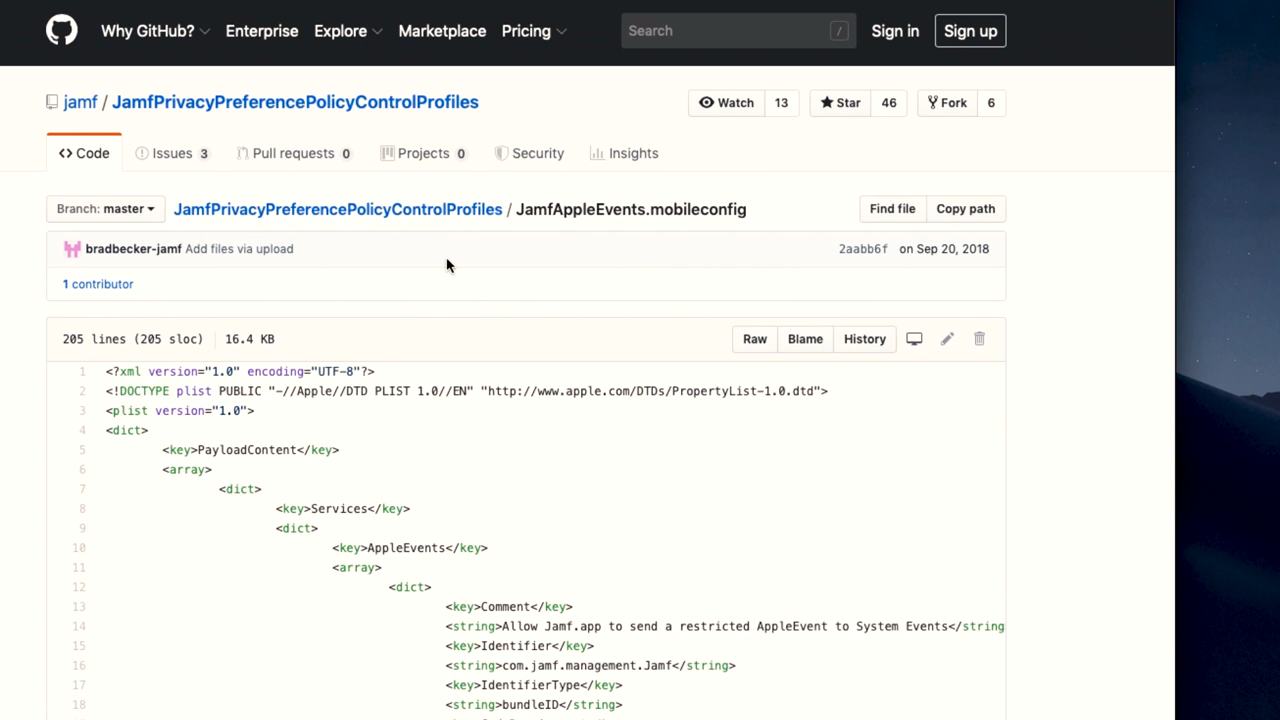 Why GitHub? Enterprise Explore Marketplace Pricing Search / Sign in Sign up
jamf / JamfPrivacyPreferencePolicyControlProfiles Watch 13 Star 46 Fork 6
<> Code Issues 3 Pull requests 0 Projects 0 Security Insights
Branch: master JamfPrivacyPreferencePolicyControlProfiles / JamfAppleEvents.mobileconfig Find file Copy path
bradbecker-jamf Add files via upload 2aabb6f on Sep 20, 2018
1 contributor
205 lines (205 sloc) 16.4 KB Raw Blame History
1 <?xml version="1.0" encoding="UTF-8"?>
2 <!DOCTYPE plist PUBLIC "-//Apple//DTD PLIST 1.0//EN" "http://www.apple.com/DTDs/PropertyList-1.0.dtd">
3 <plist version="1.0">
4 <dict>
5 <key>PayloadContent</key>
6 <array>
7 <dict>
8 <key>Services</key>
9 <dict>
10 <key>AppleEvents</key>
11 <array>
12 <dict>
13 <key>Comment</key>
14 <string>Allow Jamf.app to send a restricted AppleEvent to System Events</string
15 <key>Identifier</key>
16 <string>com.jamf.management.Jamf</string>
17 <key>IdentifierType</key>
18 <string>bundleID</string>